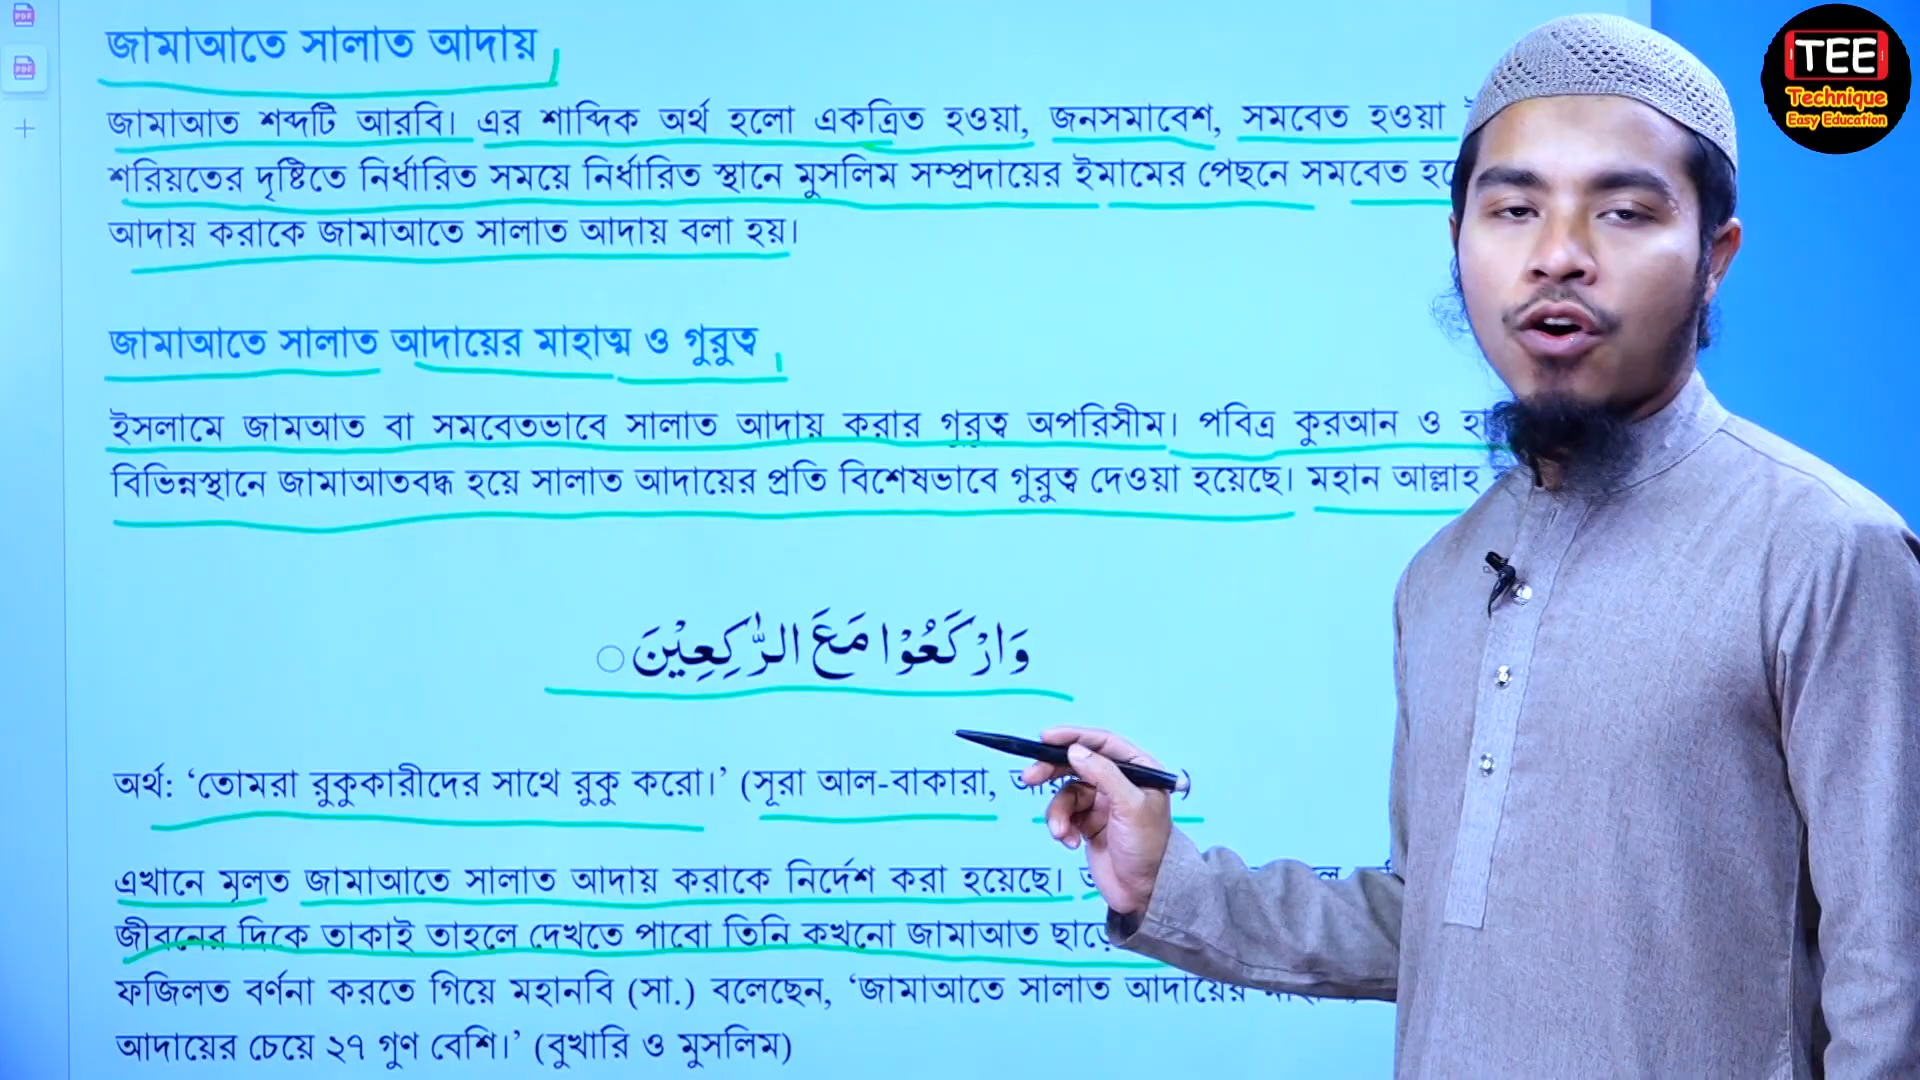 জামাআতে সালাত আদায়
জামাআত শব্দটি আরবি। এর শাব্দিক অর্থ হলো একত্রিত হওয়া, জনসমাবেশ, সমবেত হওয়া
শরিয়তের দৃষ্টিতে নির্ধারিত সময়ে নির্ধারিত স্থানে মুসলিম সম্প্রদায়ের ইমামের পেছনে সমবেত
আদায় করাকে জামাআতে সালাত আদায় বলা হয়।
জামাআতে সালাত আদায়ের মাহাত্ম ও গুরুত্ব
ইসলামে জামআত বা সমবেতভাবে সালাত আদায় করার গুরুত্ব অপরিসীম। পবিত্র কুরআন ও
বিভিন্নস্থানে জামাআতবদ্ধ হয়ে সালাত আদায়ের প্রতি বিশেষভাবে গুরুত্ব দেওয়া হয়েছে। মহান আল্লাহ
وَارْكَعُوْا مَعَ الرّٰكِعِيْنَ
অর্থ: ‘তোমরা রুকুকারীদের সাথে রুকু করো।’ (সূরা আল-বাকারা,
এখানে মূলত জামাআতে সালাত আদায় করাকে নির্দেশ করা হয়েছে।
জীবনের দিকে তাকাই তাহলে দেখতে পাবো তিনি কখনো জামাআত
ফজিলত বর্ণনা করতে গিয়ে মহানবি (সা.) বলেছেন, ‘জামাআতে সালাত আদায়ের
আদায়ের চেয়ে ২৭ গুণ বেশি।’ (বুখারি ও মুসলিম)
TEE
Technique
Easy Education
PDF
PDF